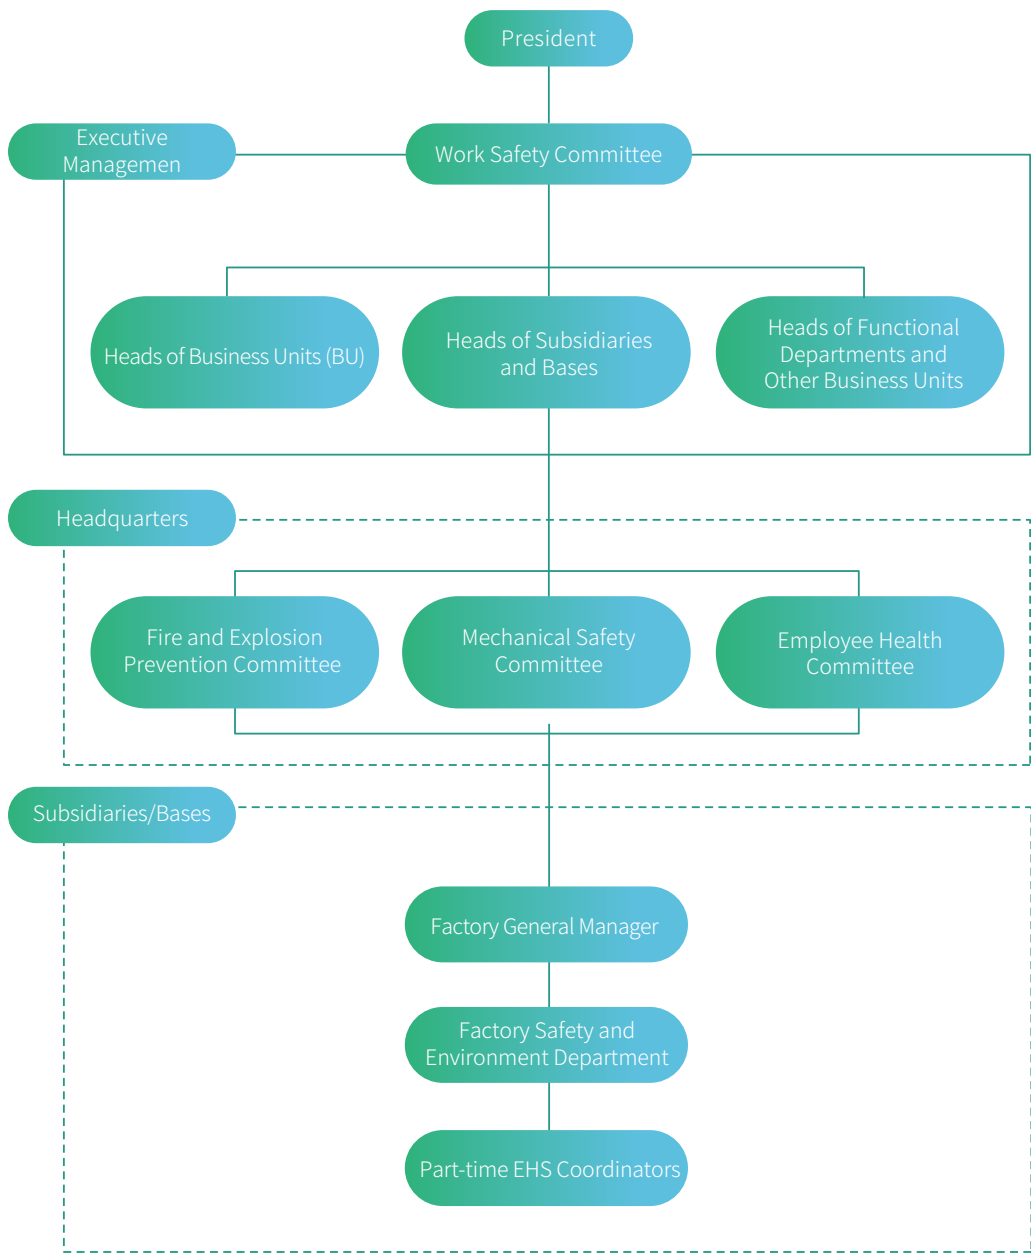 President
Executive
Managemen
Work Safety Committee
Heads of Business Units (BU)
Heads of Subsidiaries
and Bases
Heads of Functional
Departments and
Other Business Units
Headquarters
Fire and Explosion
Prevention Committee
Mechanical Safety
Committee
Employee Health
Committee
Subsidiaries/Bases
Factory General Manager
Factory Safety and
Environment Department
Part-time EHS Coordinators